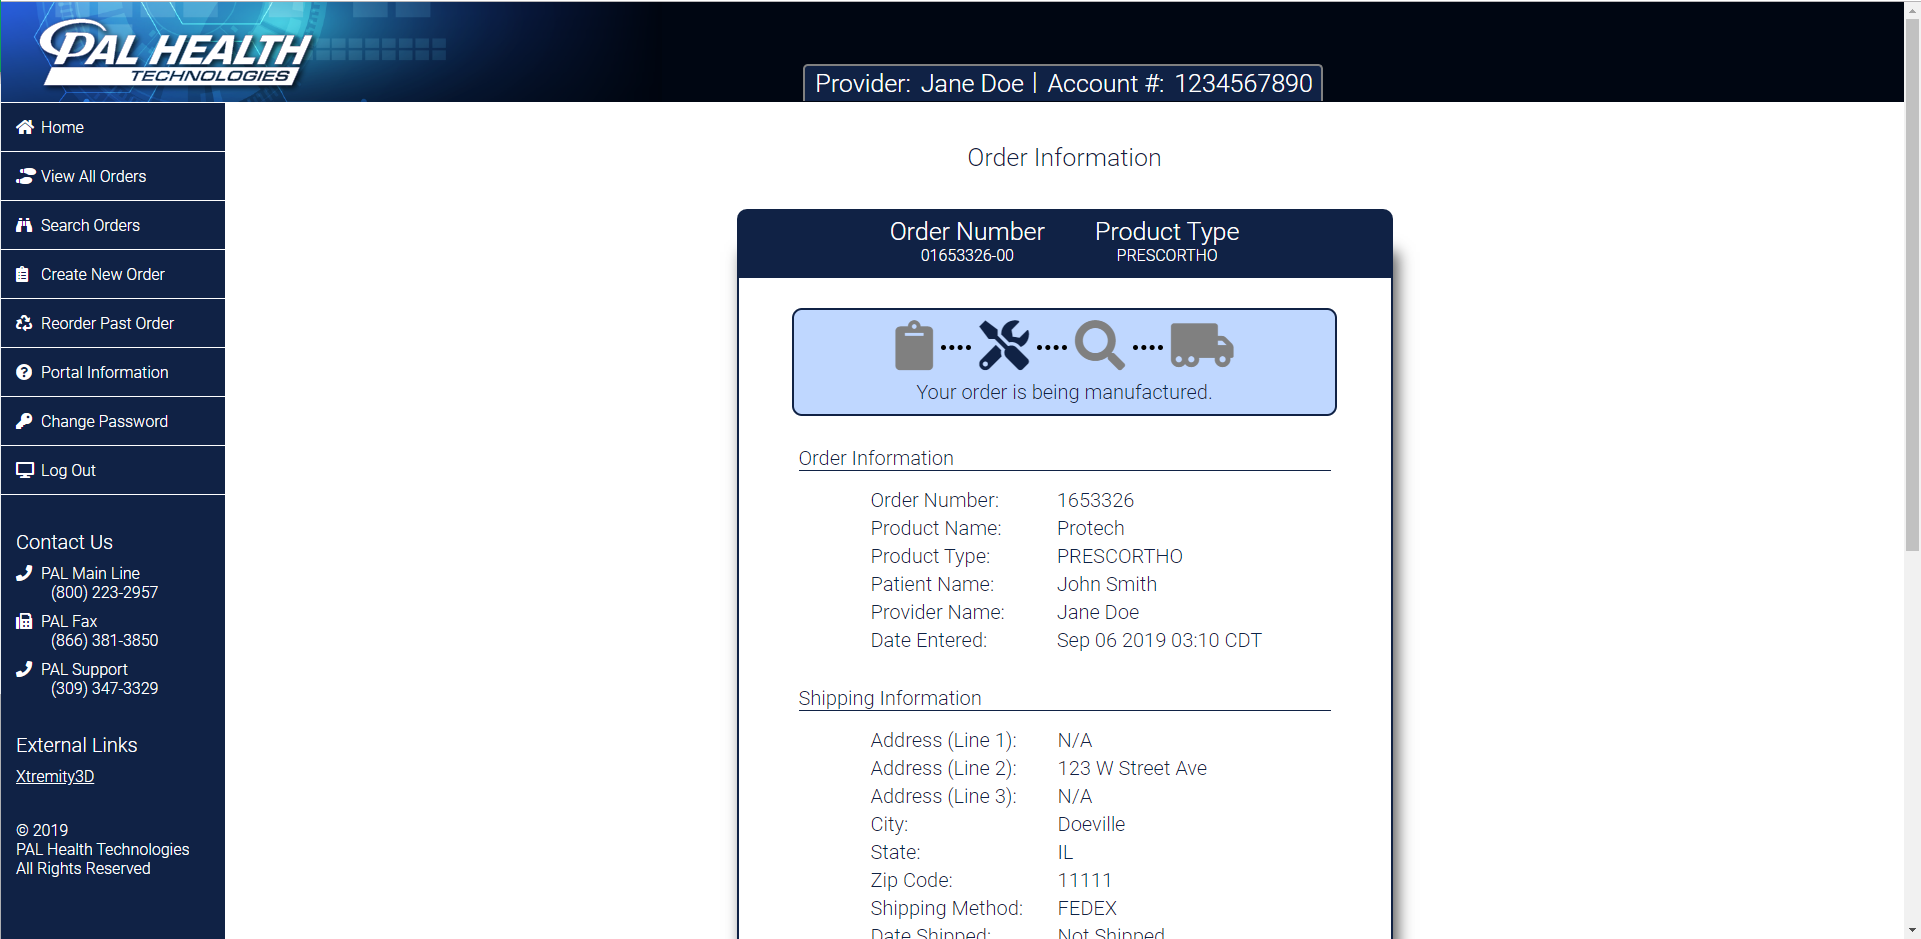 PAL HEALTH
TECHNOLOGIES
Provider: Jane Doe | Account #: 1234567890
Home
View All Orders
Search Orders
Create New Order
Reorder Past Order
Portal Information
Change Password
Log Out
Contact Us
PAL Main Line
(800) 223-2957
PAL Fax
(866) 381-3850
PAL Support
(309) 347-3329
External Links
Xtremity3D
© 2019
PAL Health Technologies
All Rights Reserved
Order Information
Order Number Product Type
01653326-00 PRESCORTHO
Your order is being manufactured.
Order Information
Order Number: 1653326
Product Name: Protech
Product Type: PRESCORTHO
Patient Name: John Smith
Provider Name: Jane Doe
Date Entered: Sep 06 2019 03:10 CDT
Shipping Information
Address (Line 1): N/A
Address (Line 2): 123 W Street Ave
Address (Line 3): N/A
City: Doeville
State: IL
Zip Code: 11111
Shipping Method: FEDEX
Date Shipped: Not Shipped